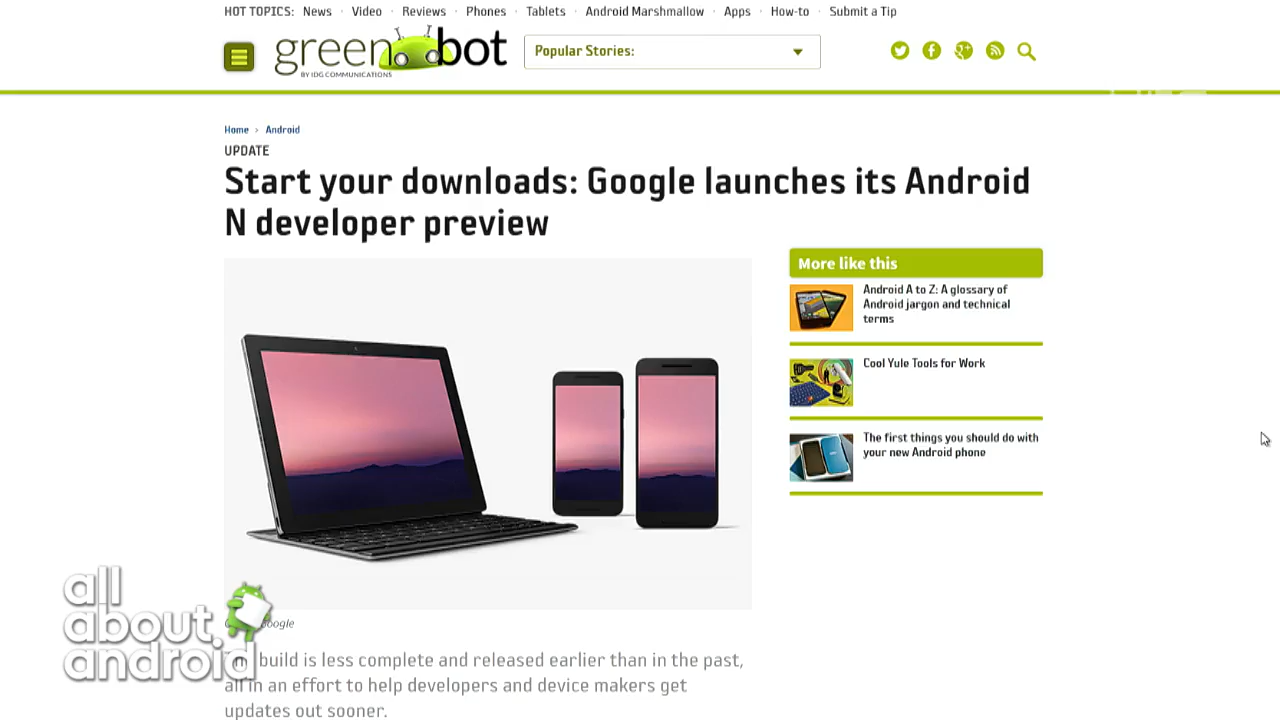 HOT TOPICS: News · Video · Reviews · Phones · Tablets · Android Marshmallow · Apps · How-to · Submit a Tip
greenbot
BY IDG COMMUNICATIONS
Popular Stories:
Home › Android
UPDATE
Start your downloads: Google launches its Android
N developer preview
More like this
Android A to Z: A glossary of
Android jargon and technical
terms
Cool Yule Tools for Work
The first things you should do with
your new Android phone
all
about
android
build is less complete and released earlier than in the past,
all in an effort to help developers and device makers get
updates out sooner.